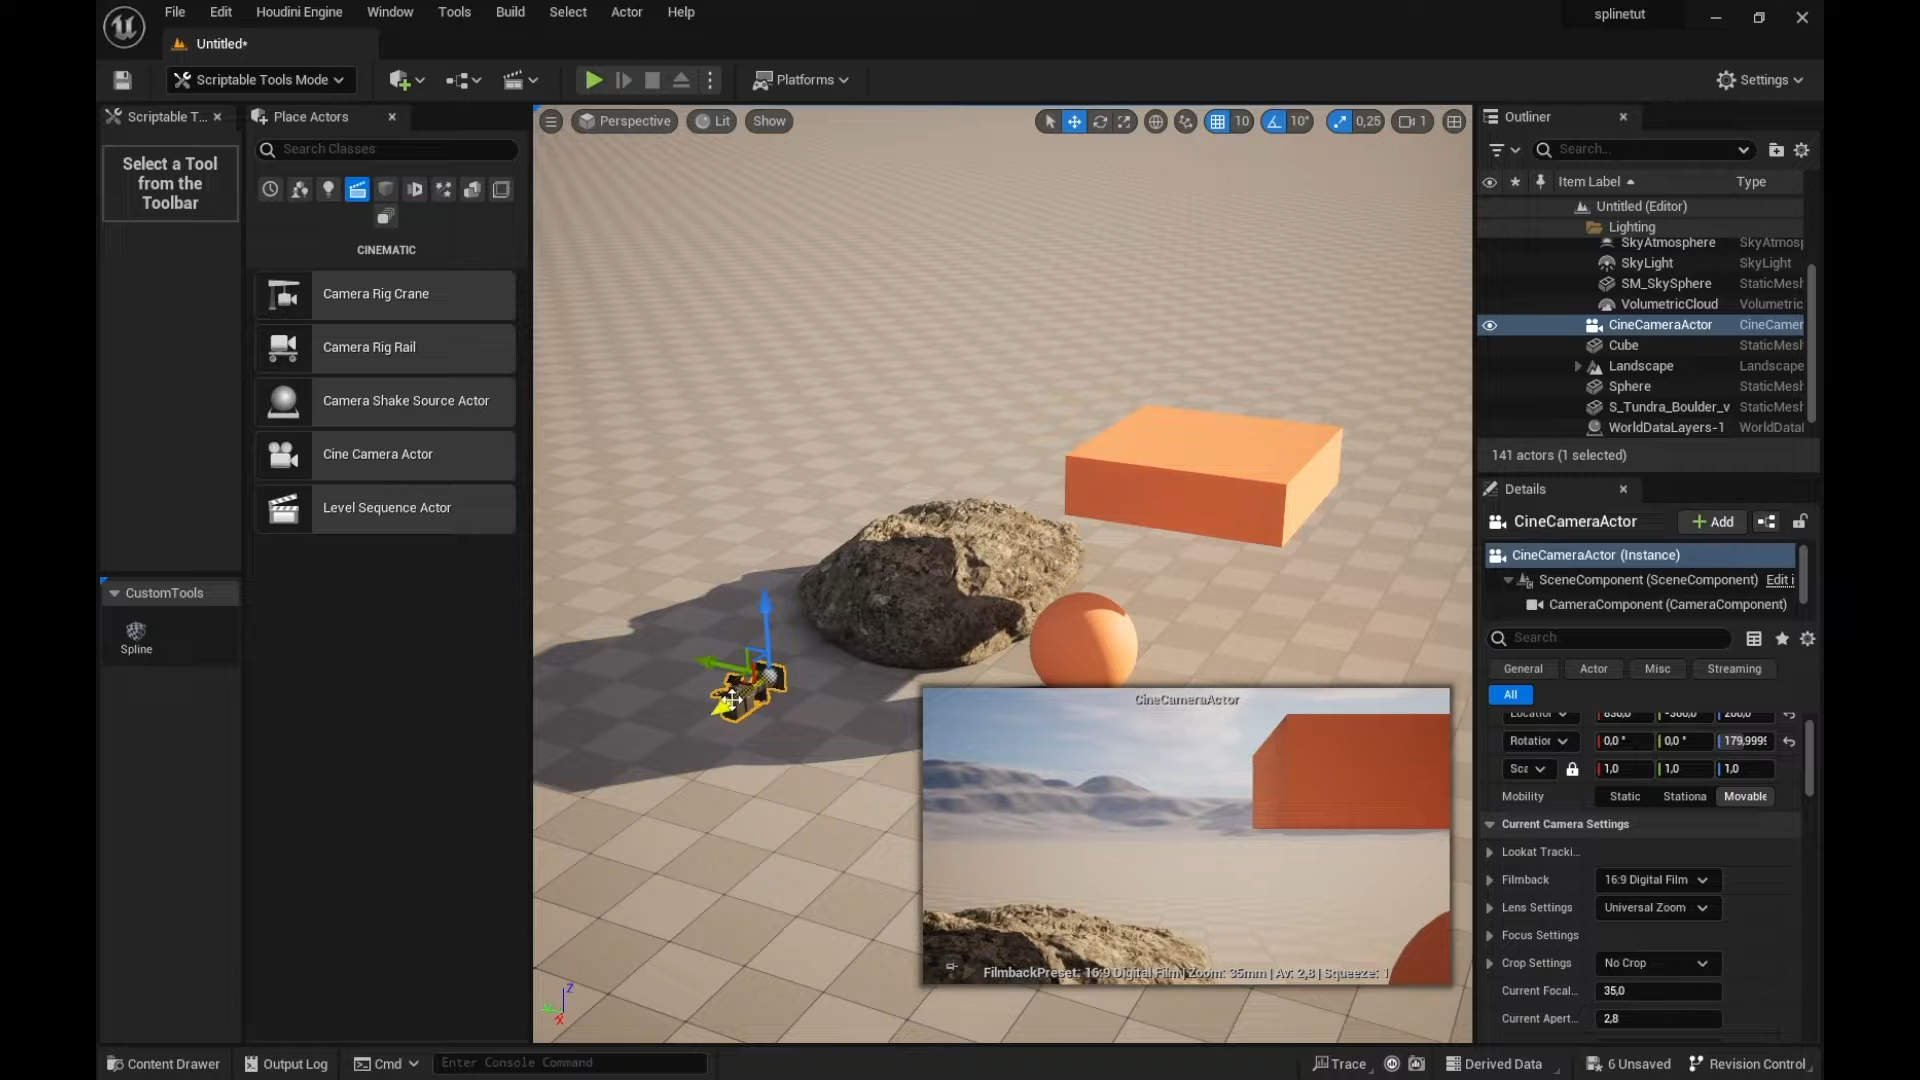 File Edit Houdini Engine Window Tools Build Select Actor Help
splinetut
Untitled*
Scriptable Tools Mode
Platforms
Settings
Scriptable T...
Place Actors
Select a Tool
from the
Toolbar
Search Classes
CINEMATIC
Camera Rig Crane
Camera Rig Rail
Camera Shake Source Actor
Cine Camera Actor
Level Sequence Actor
CustomTools
Spline
Perspective Lit Show
10 10° 0,25 1
CineCameraActor
FilmbackPreset: 16:9 Digital Film | Zoom: 35mm | Av: 2,8 | Squeeze: 1
Outliner
Search...
Item Label Type
Untitled (Editor)
Lighting
SkyAtmosphere SkyAtmos
SkyLight SkyLight
SM_SkySphere StaticMesh
VolumetricCloud Volumetric
CineCameraActor CineCamer
Cube StaticMesh
Landscape Landscape
Sphere StaticMesh
S_Tundra_Boulder_v StaticMesh
WorldDataLayers-1 WorldDatal
141 actors (1 selected)
Details
CineCameraActor Add
CineCameraActor (Instance)
SceneComponent (SceneComponent) Edit i
CameraComponent (CameraComponent)
Search
General Actor Misc Streaming
All
Rotation 0,0 ° 0,0 ° 179,9999
Sca 1,0 1,0 1,0
Mobility Static Stationa Movable
Current Camera Settings
Lookat Tracki...
Filmback 16:9 Digital Film
Lens Settings Universal Zoom
Focus Settings
Crop Settings No Crop
Current Focal... 35,0
Current Apert... 2,8
Content Drawer Output Log Cmd Enter Console Command Trace Derived Data 6 Unsaved Revision Control